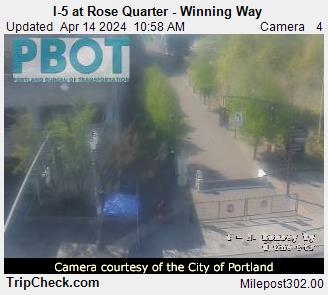 I-5 at Rose Quarter - Winning Way
Updated Apr 14 2024 10:58 AM Camera 4
PBOT
PORTLAND BUREAU OF TRANSPORTATION
Camera courtesy of the City of Portland
TripCheck.com Milepost302.00